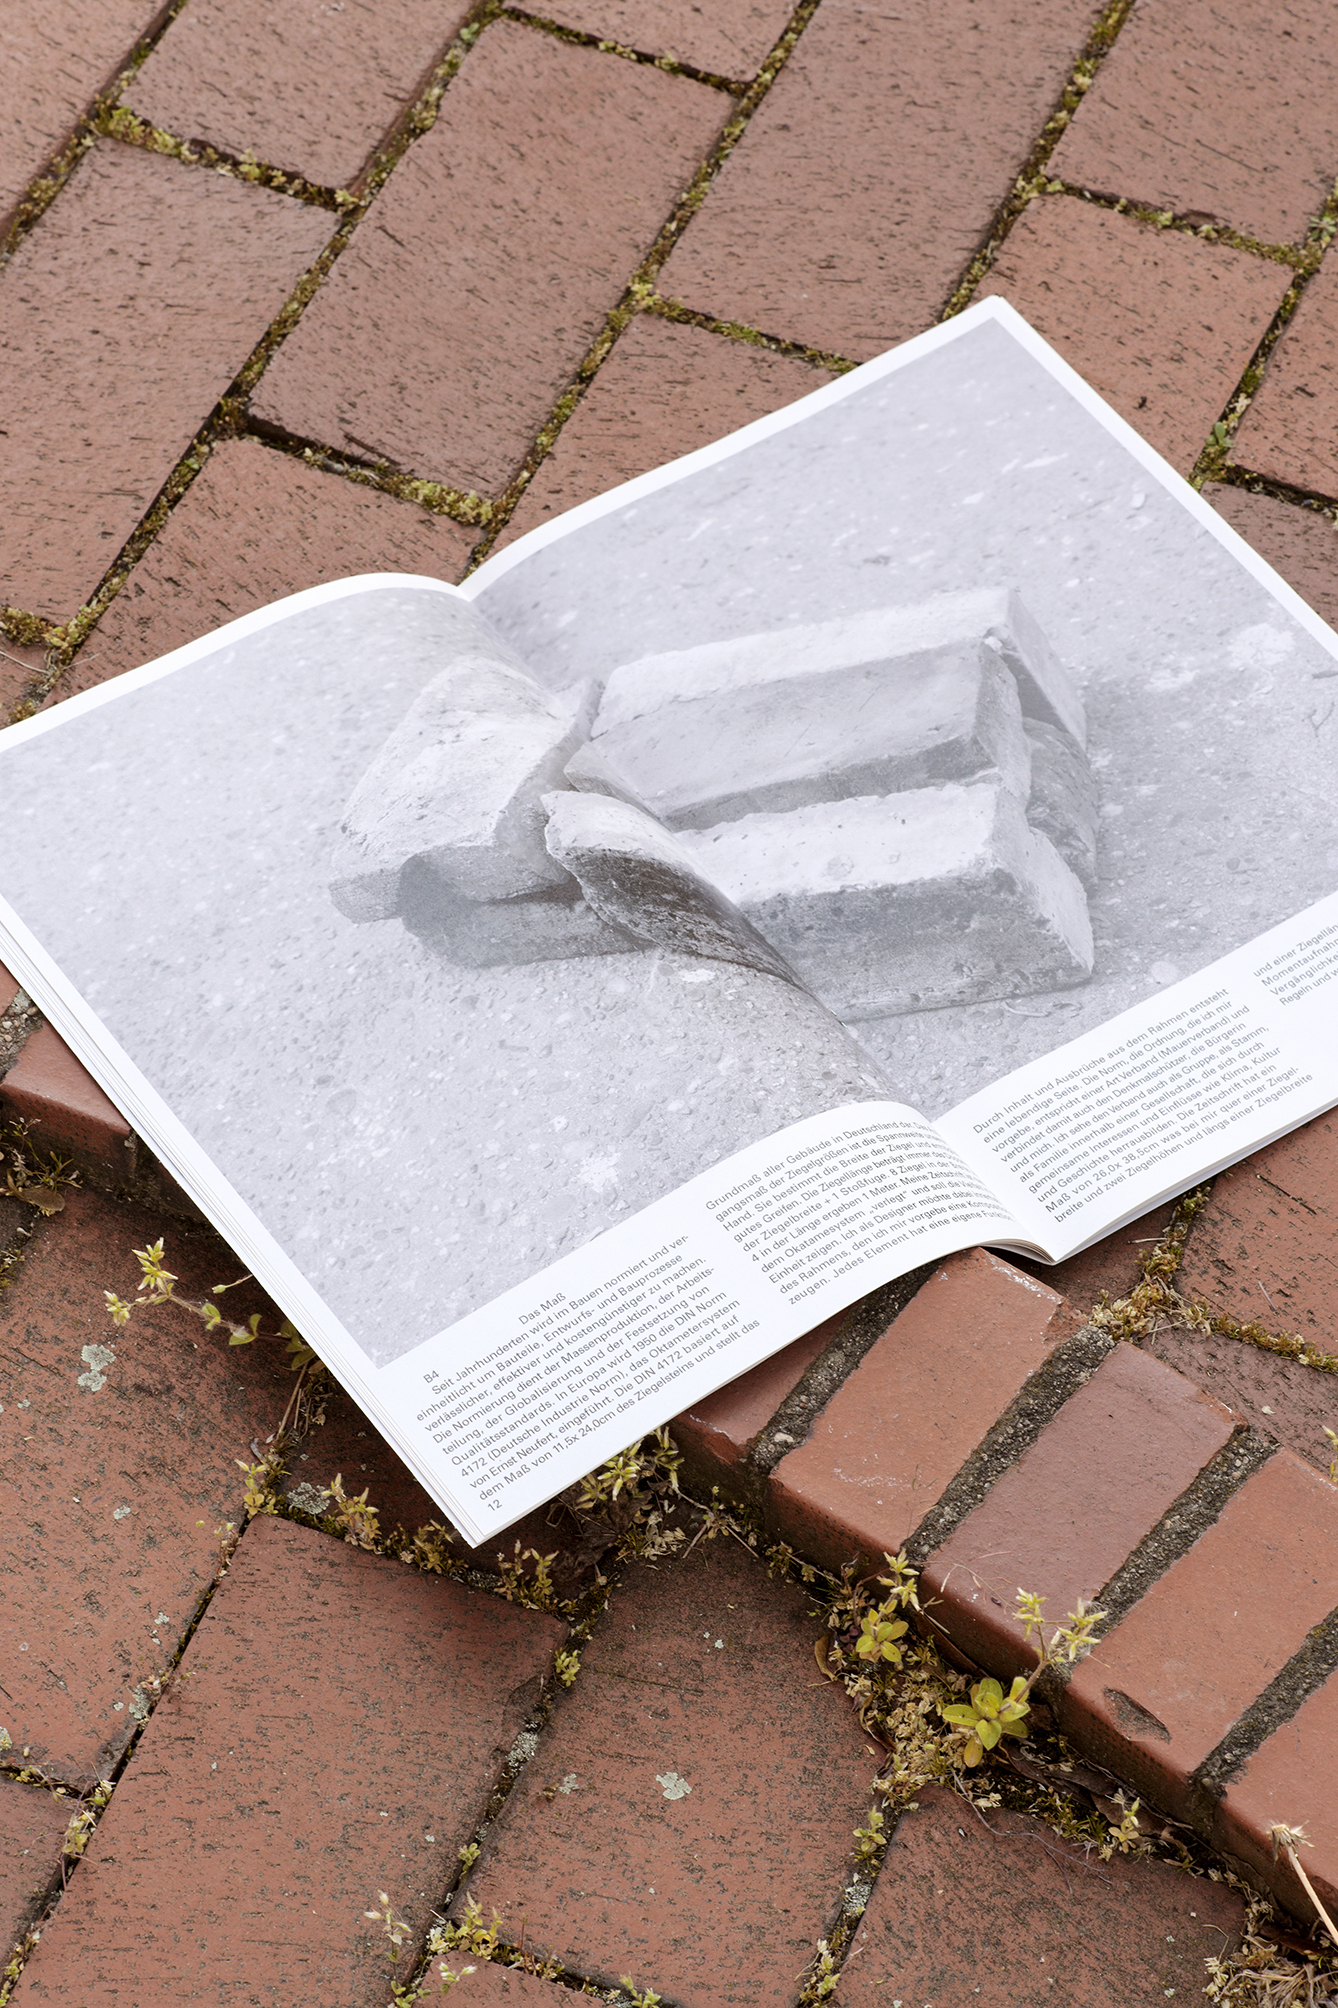 B4
Das Maß
Seit Jahrhunderten wird im Bauen normiert und ver-
einheitlicht um Bauteile, Entwurfs- und Bauprozesse
verlässlicher, effektiver und kostengünstiger zu machen.
Die Normierung dient der Massenproduktion, der Arbeits-
teilung, der Globalisierung und der Festsetzung von
Qualitätsstandards. In Europa wird 1950 die DIN Norm
4172 (Deutsche Industrie Norm), das Oktametersystem
von Ernst Neufert, eingeführt. Die DIN 4172 basiert auf
dem Maß von 11.5x 24,0cm des Ziegelsteins und stellt das
12
Grundmaß aller Gebäude in Deutschland dar.
gangsmaß der Ziegelgrößen ist die Spannweite
Hand. Sie bestimmt die Breite der Ziegel und
gutes Greifen. Die Ziegellänge beträgt immer das
der Ziegelbreite + 1 Stoßfuge. 8 Ziegel in der
4 in der Länge ergeben 1 Meter. Meine Zeitschrift
dem Okatamesystem „verlegt“ und soll die
Einheit zeigen. Ich als Designer möchte dabei
des Rahmens, den ich mir vorgebe eine
zeugen. Jedes Element hat eine eigene
Durch Inhalt und Ausbrüche aus dem Rahmen entsteht
eine lebendige Seite. Die Norm, die Ordnung, die ich mir
vorgebe, entspricht einer Art Verband (Mauerverband) und
verbindet damit auch den Denkmalschützer, die Bürgerin
und mich. Ich sehe den Verband auch als Gruppe, als Stamm,
als Familie innerhalb einer Gesellschaft, die sich durch
gemeinsame Interessen und Einflüsse wie Klima, Kultur
und Geschichte herrausbilden. Die Zeitschrift hat ein
Maß von 26,0x 38,5cm was bei mir quer einer Ziegel-
breite und zwei Ziegelhöhen und längs einer Ziegelbreite
und einer
Regeln und